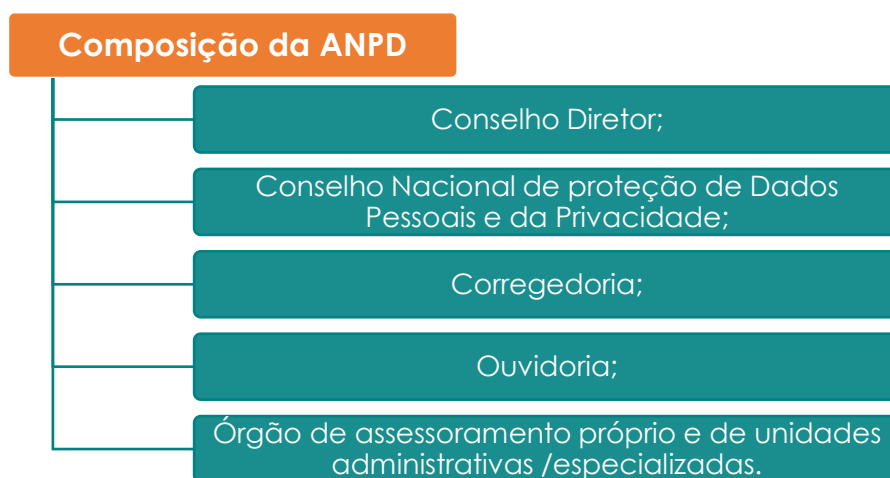 Composição da ANPD
Conselho Diretor;
Conselho Nacional de proteção de Dados
Pessoais e da Privacidade;
Corregedoria;
Ouvidoria;
Órgão de assessoramento próprio e de unidades
administrativas /especializadas.